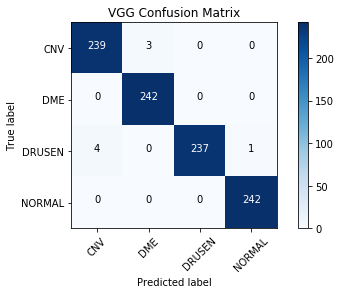 VGG Confusion Matrix
CNV 239 3 0 0
DME 0 242 0 0
DRUSEN 4 0 237 1
NORMAL 0 0 0 242
CNV DME DRUSEN NORMAL
True label
Predicted label
200
150
100
50
0